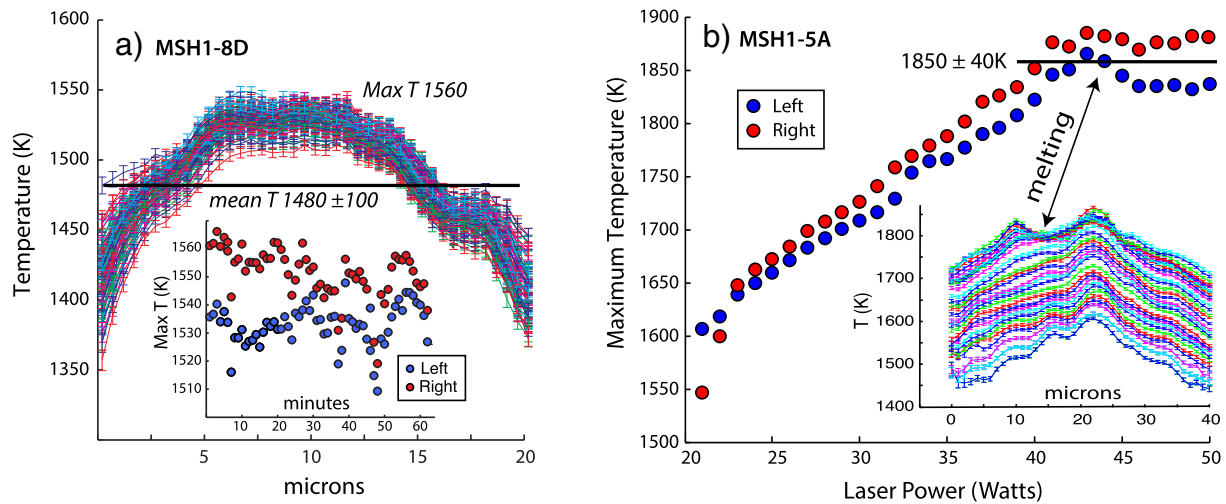 a) MSH1-8D
1600
1550
1500
1450
1400
1350
Temperature (K)
Max T 1560
mean T 1480 ±100
1560
1550
1540
1530
1520
1510
Max T (K)
Left
Right
minutes
10 20 30 40 50 60
5 15 20
microns
b) MSH1-5A
1900
1850
1800
1750
1700
1650
1600
1550
1500
Maximum Temperature (K)
1850 ± 40K
Left
Right
melting
1800
1700
1600
1500
1400
T (K)
microns
0 10 20 30 40
20 25 30 35 40 45 50
Laser Power (Watts)